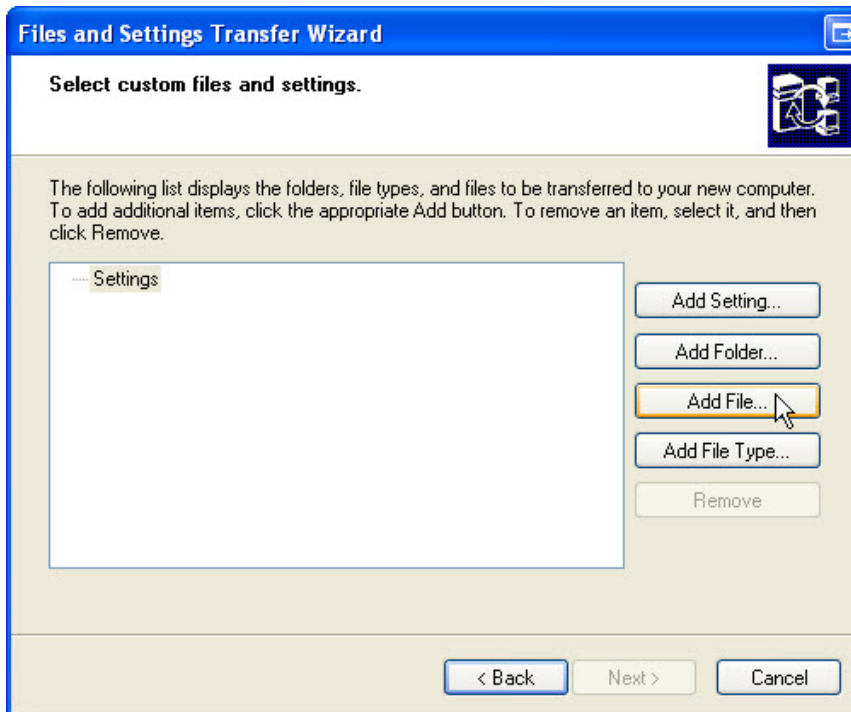 Files and Settings Transfer Wizard
Select custom files and settings.
The following list displays the folders, file types, and files to be transferred to your new computer.
To add additional items, click the appropriate Add button. To remove an item, select it, and then
click Remove.
Settings
Add Setting...
Add Folder...
Add File...
Add File Type...
Remove
< Back
Next >
Cancel